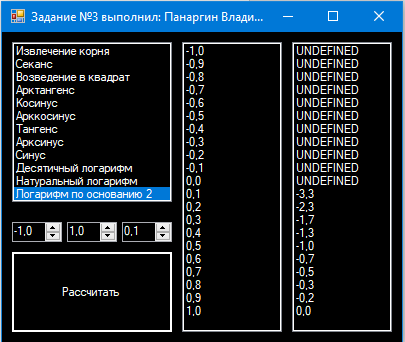 Задание №3 выполнил: Панаргин Влади...
Извлечение корня
Секанс
Возведение в квадрат
Арктангенс
Косинус
Арккосинус
Тангенс
Арксинус
Синус
Десятичный логарифм
Натуральный логарифм
Логарифм по основанию 2
-1,0
1,0
0,1
Рассчитать
-1,0
-0,9
-0,8
-0,7
-0,6
-0,5
-0,4
-0,3
-0,2
-0,1
0,0
0,1
0,2
0,3
0,4
0,5
0,6
0,7
0,8
0,9
1,0
UNDEFINED
UNDEFINED
UNDEFINED
UNDEFINED
UNDEFINED
UNDEFINED
UNDEFINED
UNDEFINED
UNDEFINED
UNDEFINED
UNDEFINED
-3,3
-2,3
-1,7
-1,3
-1,0
-0,7
-0,5
-0,3
-0,2
0,0